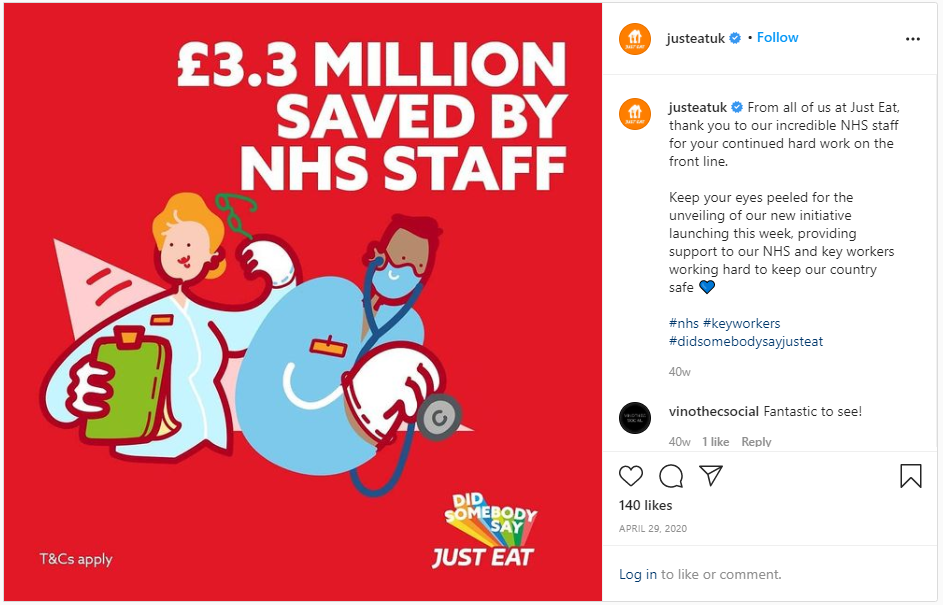 £3.3 MILLION
SAVED BY
NHS STAFF
T&Cs apply
DID
SOMEBODY
SAY
JUST EAT
JUST EAT
justeatuk • Follow
JUST EAT
justeatuk From all of us at Just Eat,
thank you to our incredible NHS staff
for your continued hard work on the
front line.
Keep your eyes peeled for the
unveiling of our new initiative
launching this week, providing
support to our NHS and key workers
working hard to keep our country
safe 💙
#nhs #keyworkers
#didsomebodysayjusteat
40w
vinothecsocial Fantastic to see!
40w 1 like Reply
140 likes
APRIL 29, 2020
Log in to like or comment.